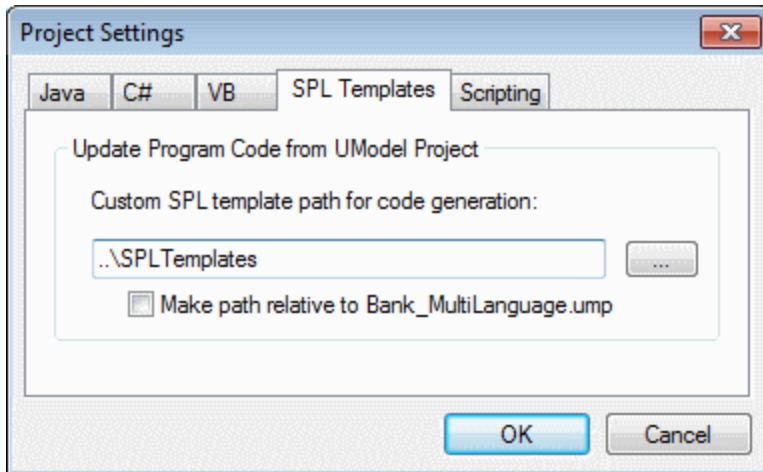 Project Settings
Java C# VB SPL Templates Scripting
Update Program Code from UModel Project
Custom SPL template path for code generation:
..\SPLTemplates ...
Make path relative to Bank_MultiLanguage.ump
OK Cancel